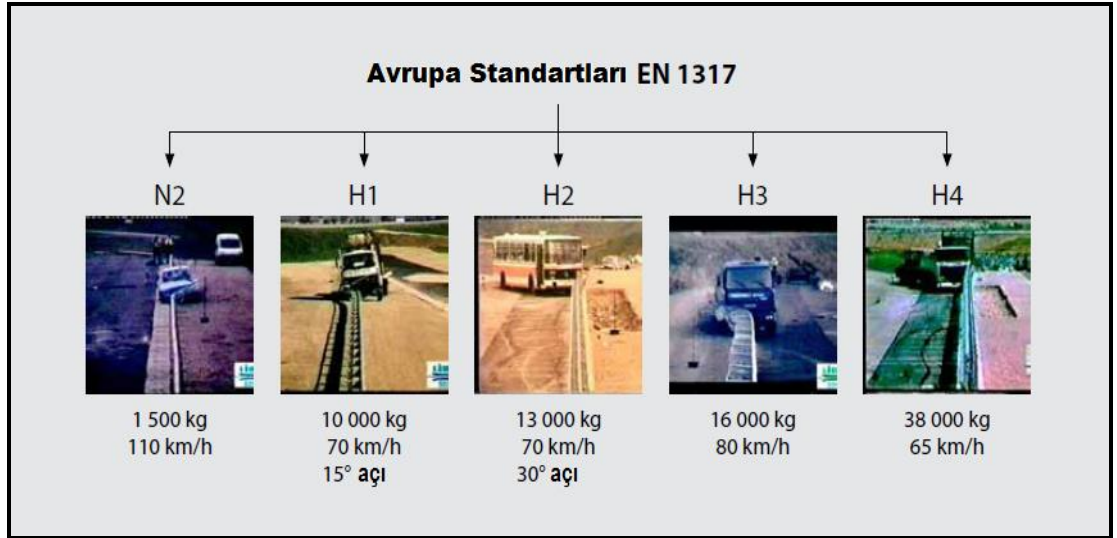 Avrupa Standartları EN 1317
N2
H1
H2
H3
H4
1 500 kg
110 km/h
10 000 kg
70 km/h
15° açı
13 000 kg
70 km/h
30° açı
16 000 kg
80 km/h
38 000 kg
65 km/h